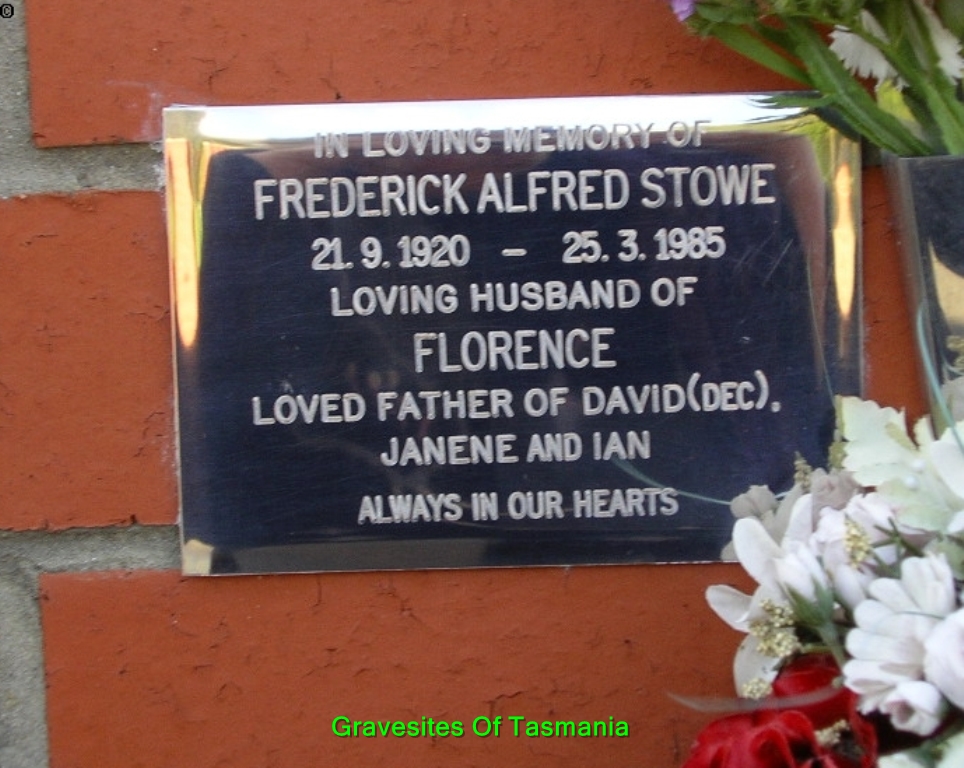 ©
IN LOVING MEMORY OF
FREDERICK ALFRED STOWE
21.9.1920 - 25.3.1985
LOVING HUSBAND OF
FLORENCE
LOVED FATHER OF DAVID(DEC).
JANENE AND IAN
ALWAYS IN OUR HEARTS
Gravesites Of Tasmania